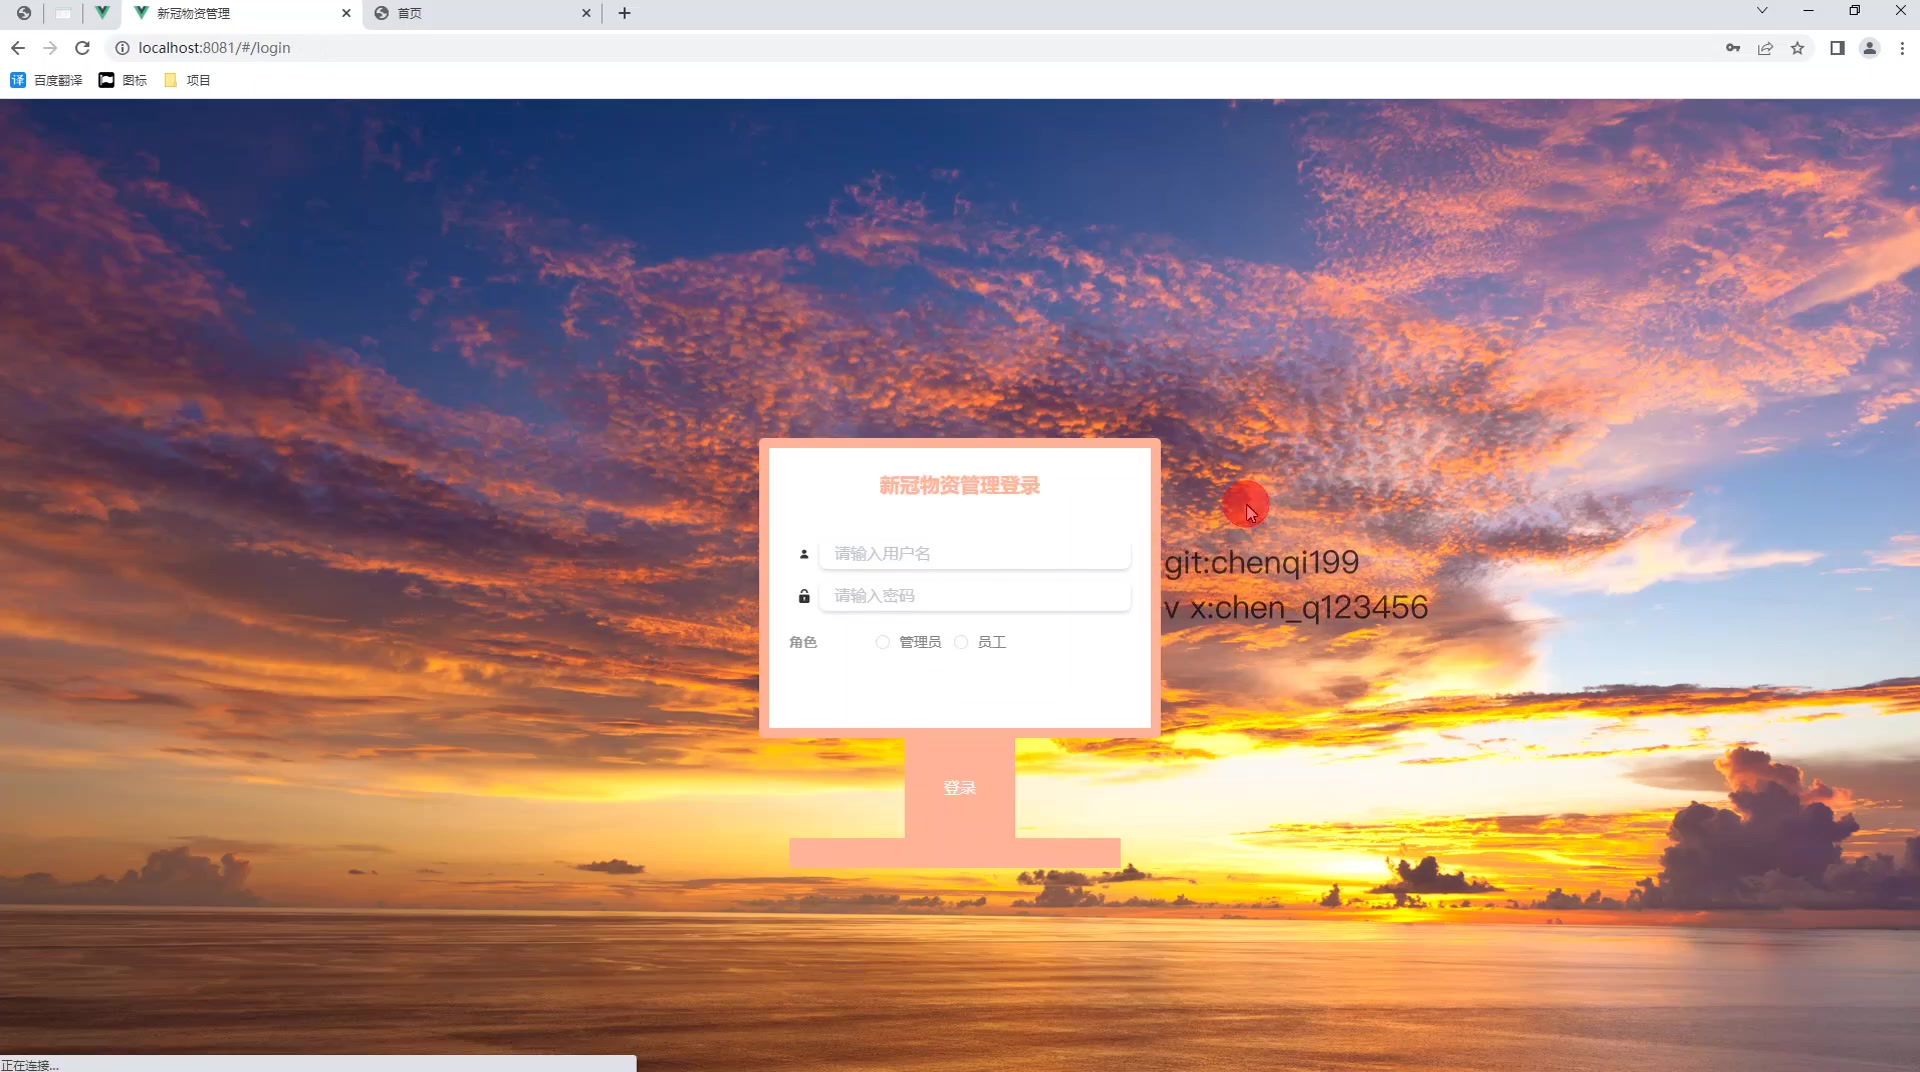 新冠物资管理
首页
localhost:8081/#/login
百度翻译
图标
项目
新冠物资管理登录
请输入用户名
请输入密码
角色 管理员 员工
登录
git:chenqi199
v x:chen_q123456
正在连接...